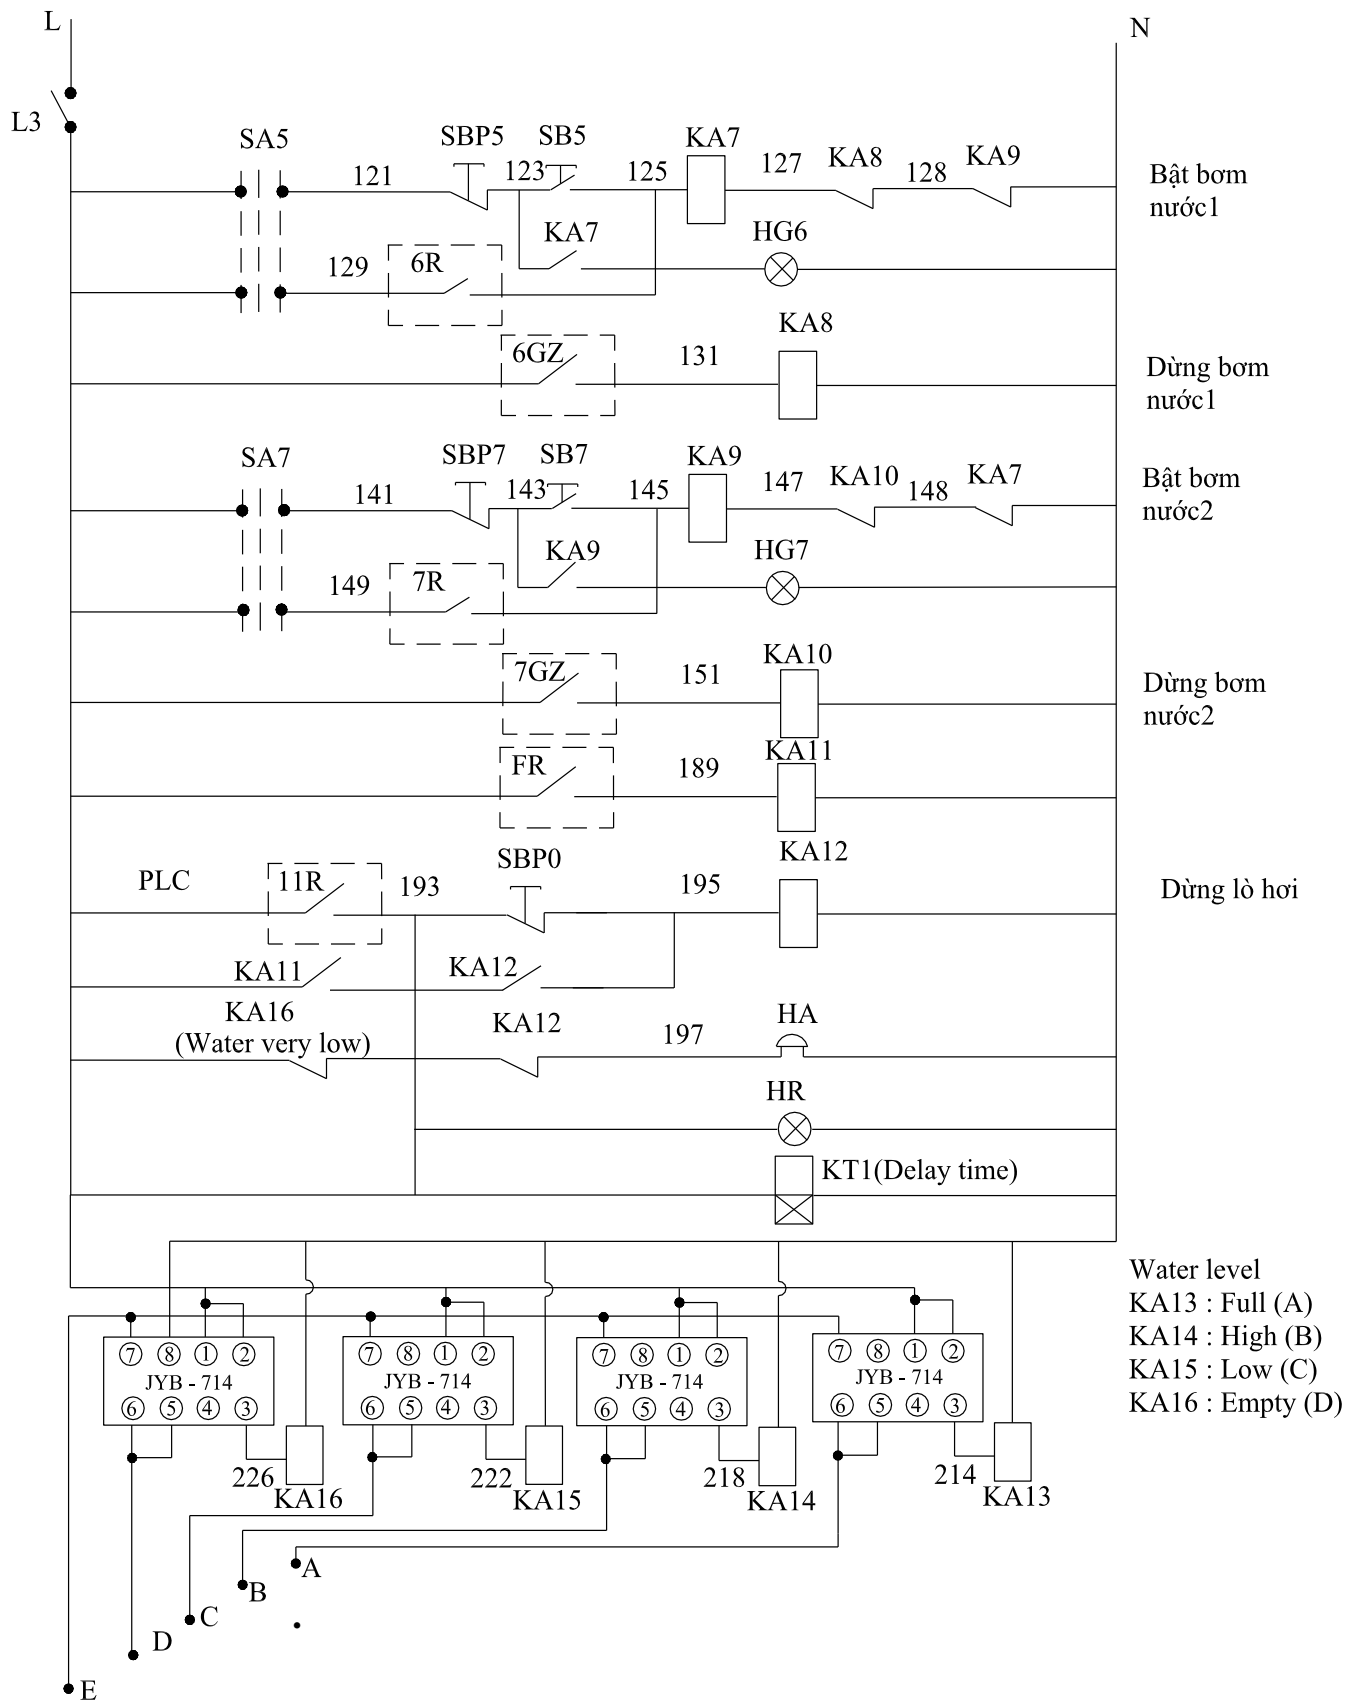 L
N
L3
SA5
SBP5
SB5
KA7
121
123
125
127
KA8
128
KA9
Bật bơm
nước1
KA7
HG6
129
6R
KA8
6GZ
131
Dừng bơm
nước1
SA7
SBP7
SB7
KA9
141
143
145
147
KA10
148
KA7
Bật bơm
nước2
KA9
HG7
149
7R
KA10
7GZ
151
Dừng bơm
nước2
KA11
FR
189
SBP0
KA12
PLC
11R
193
195
Dừng lò hơi
KA11
KA12
KA16
(Water very low)
KA12
197
HA
HR
KT1(Delay time)
Water level
KA13 : Full (A)
KA14 : High (B)
KA15 : Low (C)
KA16 : Empty (D)
7 8 1 2
JYB - 714
6 5 4 3
226
KA16
7 8 1 2
JYB - 714
6 5 4 3
222
KA15
7 8 1 2
JYB - 714
6 5 4 3
218
KA14
7 8 1 2
JYB - 714
6 5 4 3
214
KA13
A
B
C
D
E